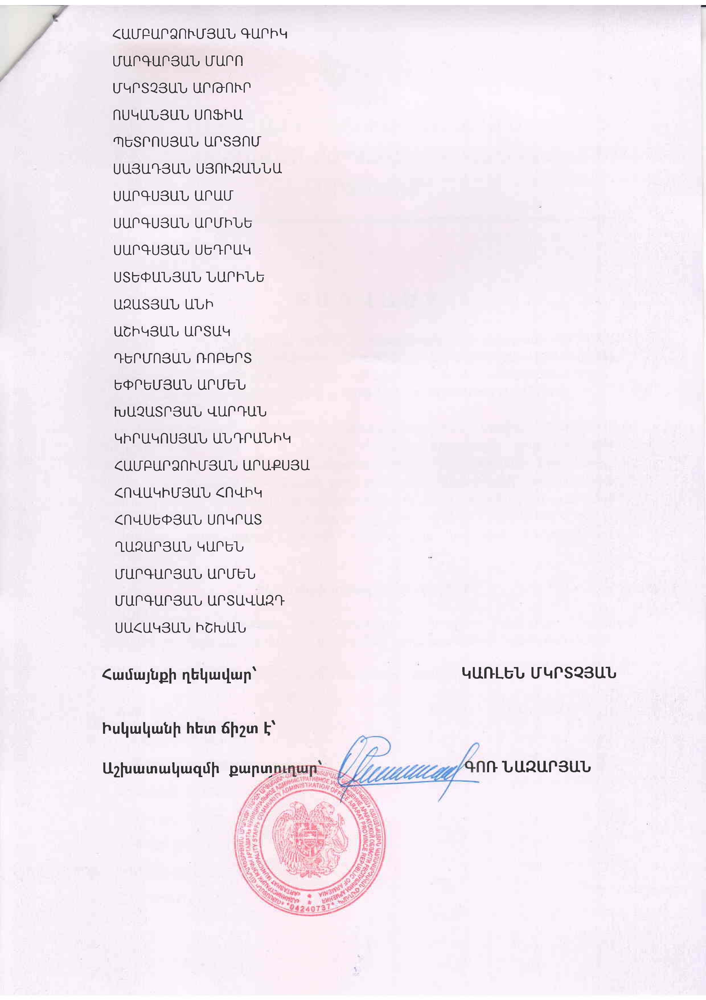 ՀԱՄԲԱՐՁՈՒՄՅԱՆ ԳԱՐԻԿ
ՄԱՐԳԱՐՅԱՆ ՄԱՐՈ
ՄԿՐՏՉՅԱՆ ԱՐԹՈՒՐ
ՈՍԿԱՆՅԱՆ ՍՈՖԻԱ
ՊԵՏՐՈՍՅԱՆ ԱՐՏՅՈՄ
ՍԱՅԱԴՅԱՆ ՍՅՈՒԶԱՆՆԱ
ՍԱՐԳՍՅԱՆ ԱՐԱՄ
ՍԱՐԳՍՅԱՆ ԱՐՄԻՆԵ
ՍԱՐԳՍՅԱՆ ՍԵԴՐԱԿ
ՍՏԵՓԱՆՅԱՆ ՆԱՐԻՆԵ
ԱԶԱՏՅԱՆ ԱՆԻ
ԱՇԻԿՅԱՆ ԱՐՏԱԿ
ԴԵՐՄՈՅԱՆ ՌՈԲԵՐՏ
ԵՓՐԵՄՅԱՆ ԱՐՄԵՆ
ԽԱՉԱՏՐՅԱՆ ՎԱՐԴԱՆ
ԿԻՐԱԿՈՍՅԱՆ ԱՆԴՐԱՆԻԿ
ՀԱՄԲԱՐՁՈՒՄՅԱՆ ԱՐԱՔՍՅԱ
ՀՈՎԱԿԻՄՅԱՆ ՀՈՎԻԿ
ՀՈՎՍԵՓՅԱՆ ՍՈԿՐԱՏ
ՂԱԶԱՐՅԱՆ ԿԱՐԵՆ
ՄԱՐԳԱՐՅԱՆ ԱՐՄԵՆ
ՄԱՐԳԱՐՅԱՆ ԱՐՏԱՎԱԶԴ
ՍԱՀԱԿՅԱՆ ԻՇԽԱՆ
Համայնքի ղեկավար՝ ԿԱՌԼԵՆ ՄԿՐՏՉՅԱՆ
Իսկականի հետ ճիշտ է՝
Աշխատակազմի քարտուղար՝ ԳՈՌ ՆԱԶԱՐՅԱՆ
«ARTASHAT MUNICIPALITY STAFF» COMMUNITY ADMINISTRATION OFFICE ARARAT PROVINCE REPUBLIC OF ARMENIA
*04240737*